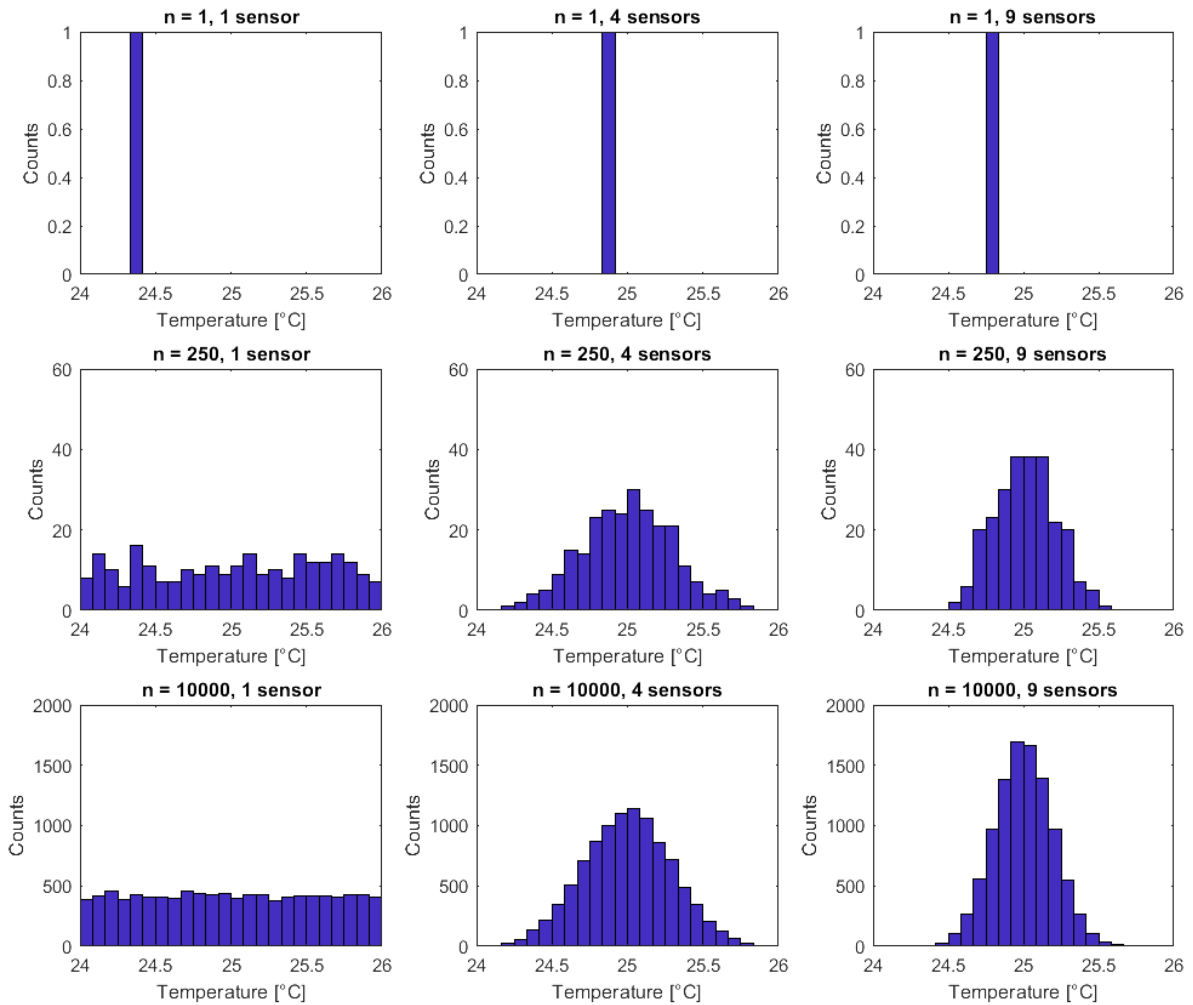 n = 1, 1 sensor
1
0.8
0.6
0.4
0.2
0
Counts
24 24.5 25 25.5 26
Temperature [°C]
n = 1, 4 sensors
1
0.8
0.6
0.4
0.2
0
Counts
24 24.5 25 25.5 26
Temperature [°C]
n = 1, 9 sensors
1
0.8
0.6
0.4
0.2
0
Counts
24 24.5 25 25.5 26
Temperature [°C]
n = 250, 1 sensor
60
40
20
0
Counts
24 24.5 25 25.5 26
Temperature [°C]
n = 250, 4 sensors
60
40
20
0
Counts
24 24.5 25 25.5 26
Temperature [°C]
n = 250, 9 sensors
60
40
20
0
Counts
24 24.5 25 25.5 26
Temperature [°C]
n = 10000, 1 sensor
2000
1500
1000
500
0
Counts
24 24.5 25 25.5 26
Temperature [°C]
n = 10000, 4 sensors
2000
1500
1000
500
0
Counts
24 24.5 25 25.5 26
Temperature [°C]
n = 10000, 9 sensors
2000
1500
1000
500
0
Counts
24 24.5 25 25.5 26
Temperature [°C]